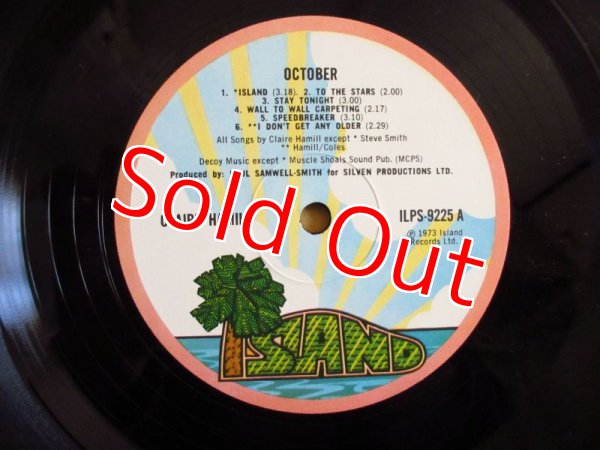 OCTOBER
1. *ISLAND (3.18). 2. TO THE STARS (2.00)
3. STAY TONIGHT (3.00)
4. WALL TO WALL CARPETING (2.17)
5. SPEEDBREAKER (3.10)
6. **I DON'T GET ANY OLDER (2.29)
All Songs by Claire Hamill except * Steve Smith
** Hamill/Coles
Decoy Music except * Muscle Shoals Sound Pub. (MCPS)
Produced by: SAMWELL-SMITH for SILVEN PRODUCTIONS LTD.
ILPS-9225 A
℗ 1973 Island
Records Ltd.
Sold Out
ISLAND